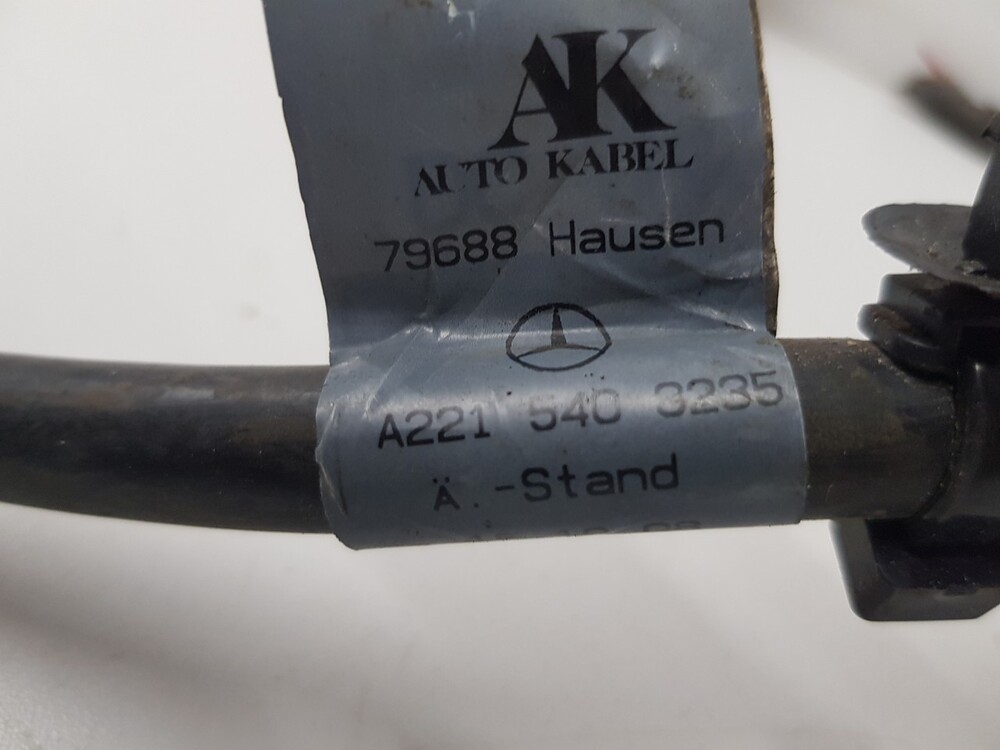 AK
AUTO KABEL
79688 Hausen
A221 540 3235
Ä.-Stand